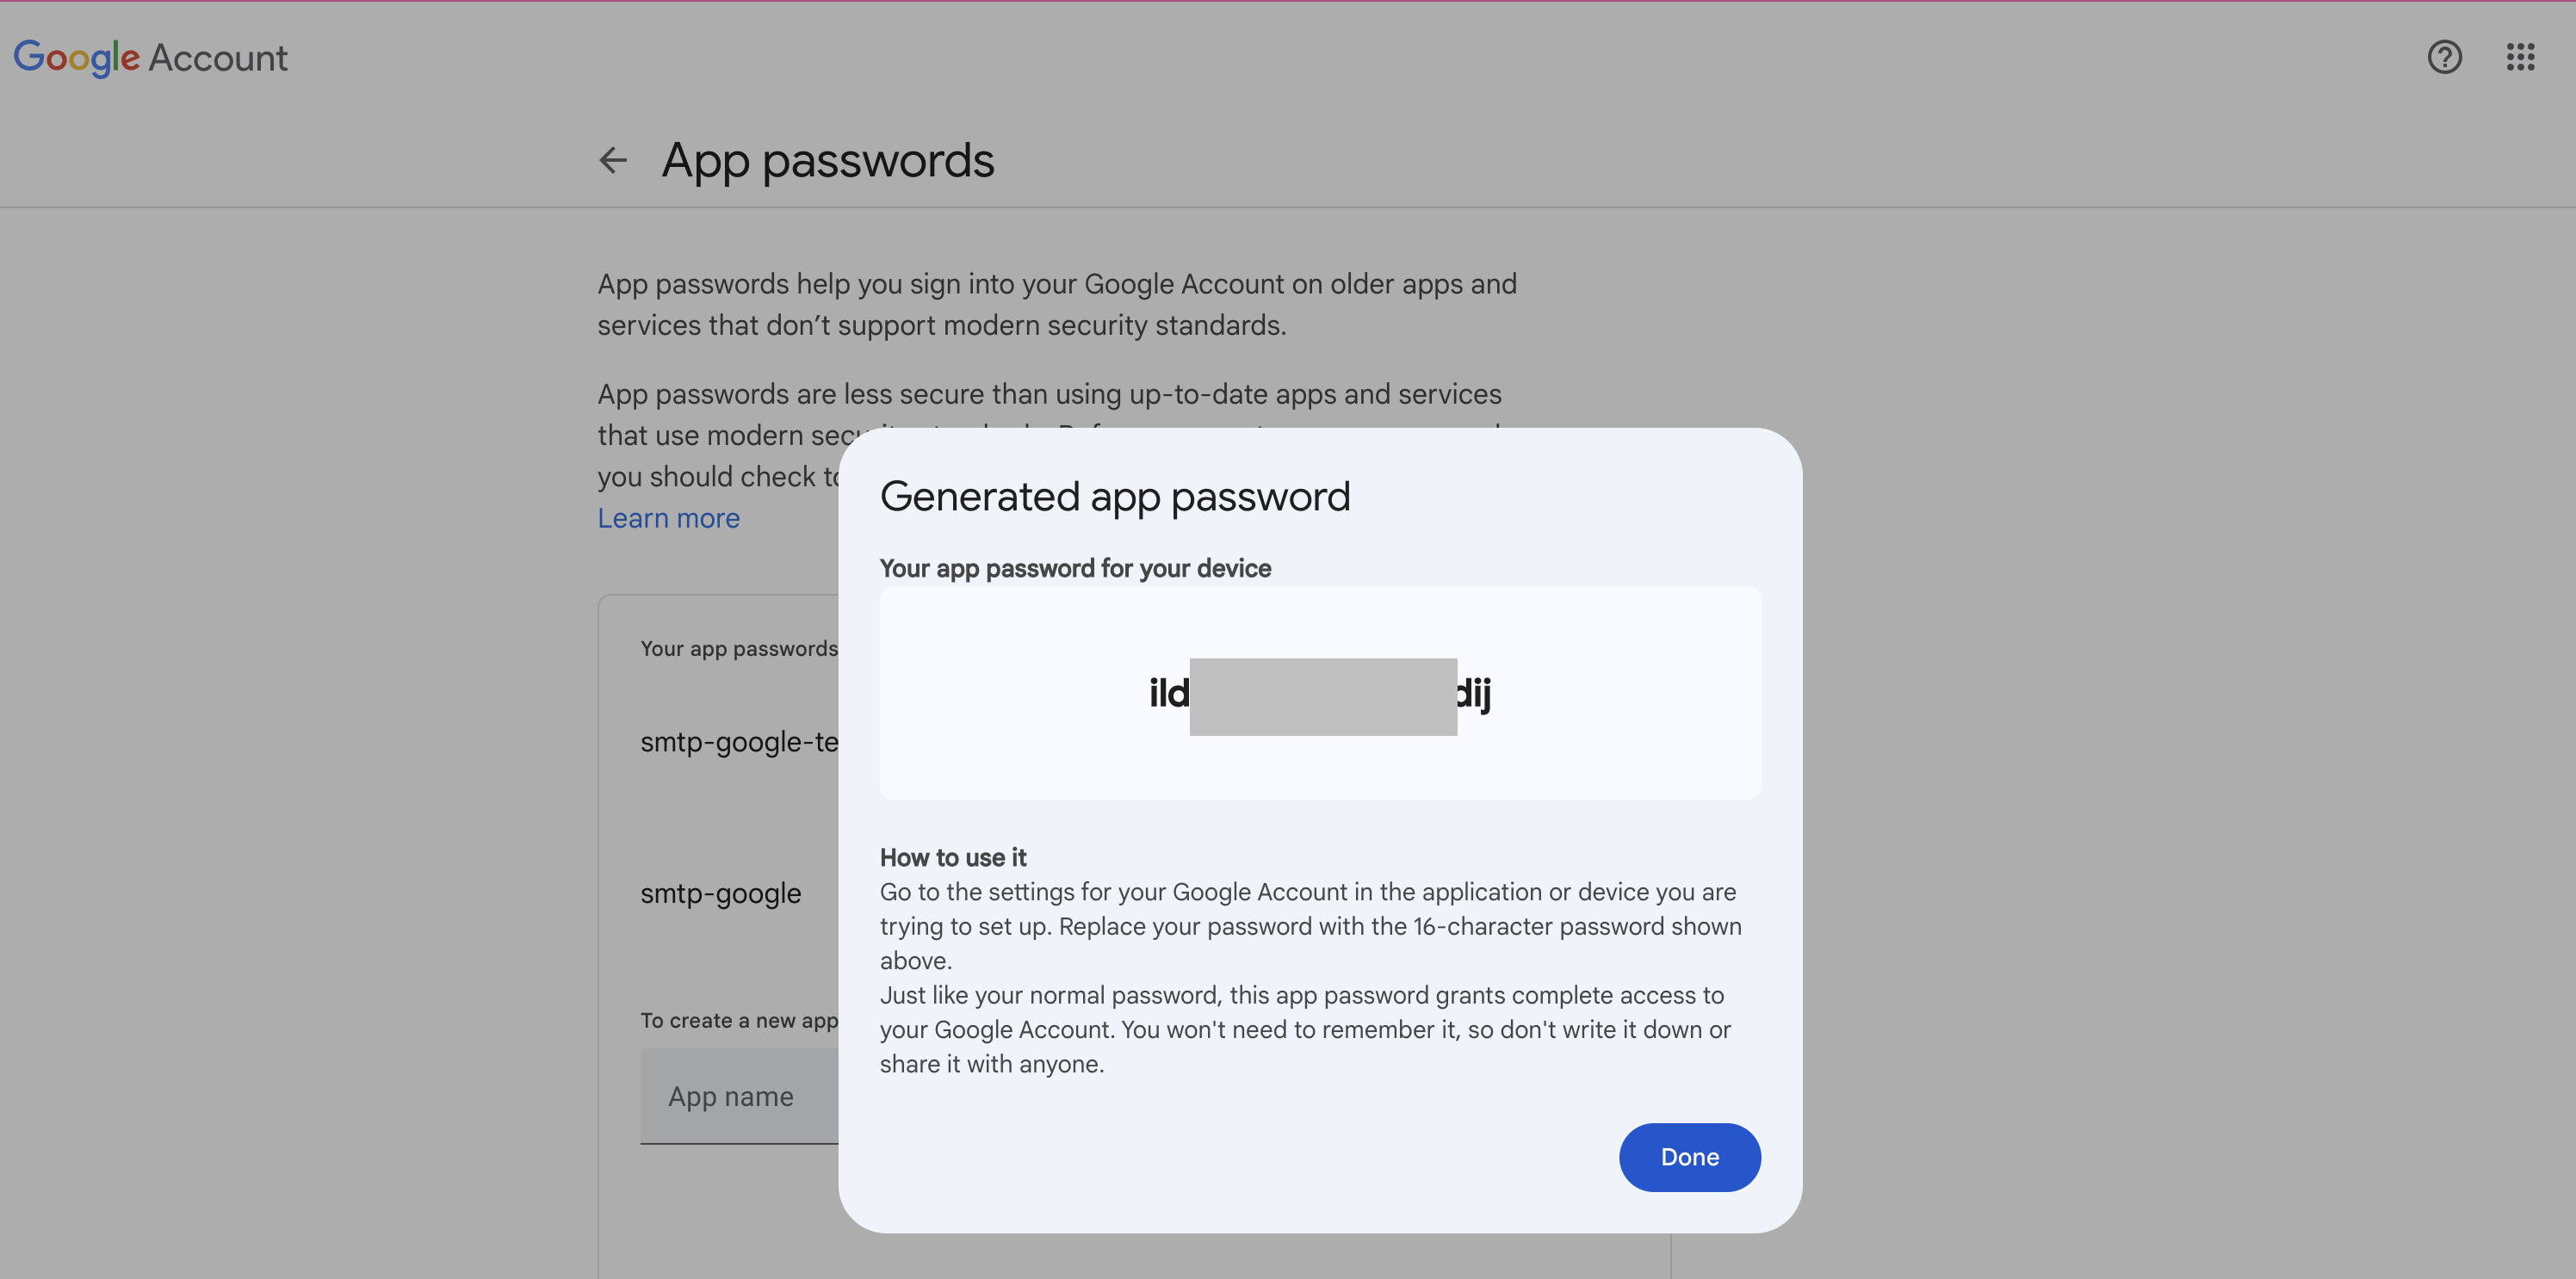 Google Account
App passwords
App passwords help you sign into your Google Account on older apps and
services that don’t support modern security standards.
App passwords are less secure than using up-to-date apps and services
that use modern
you should check
Learn more
Generated app password
Your app password for your device
ild dij
How to use it
Go to the settings for your Google Account in the application or device you are
trying to set up. Replace your password with the 16-character password shown
above.
Just like your normal password, this app password grants complete access to
your Google Account. You won't need to remember it, so don't write it down or
share it with anyone.
Done
Your app passwords
smtp-google-te
smtp-google
To create a new app
App name